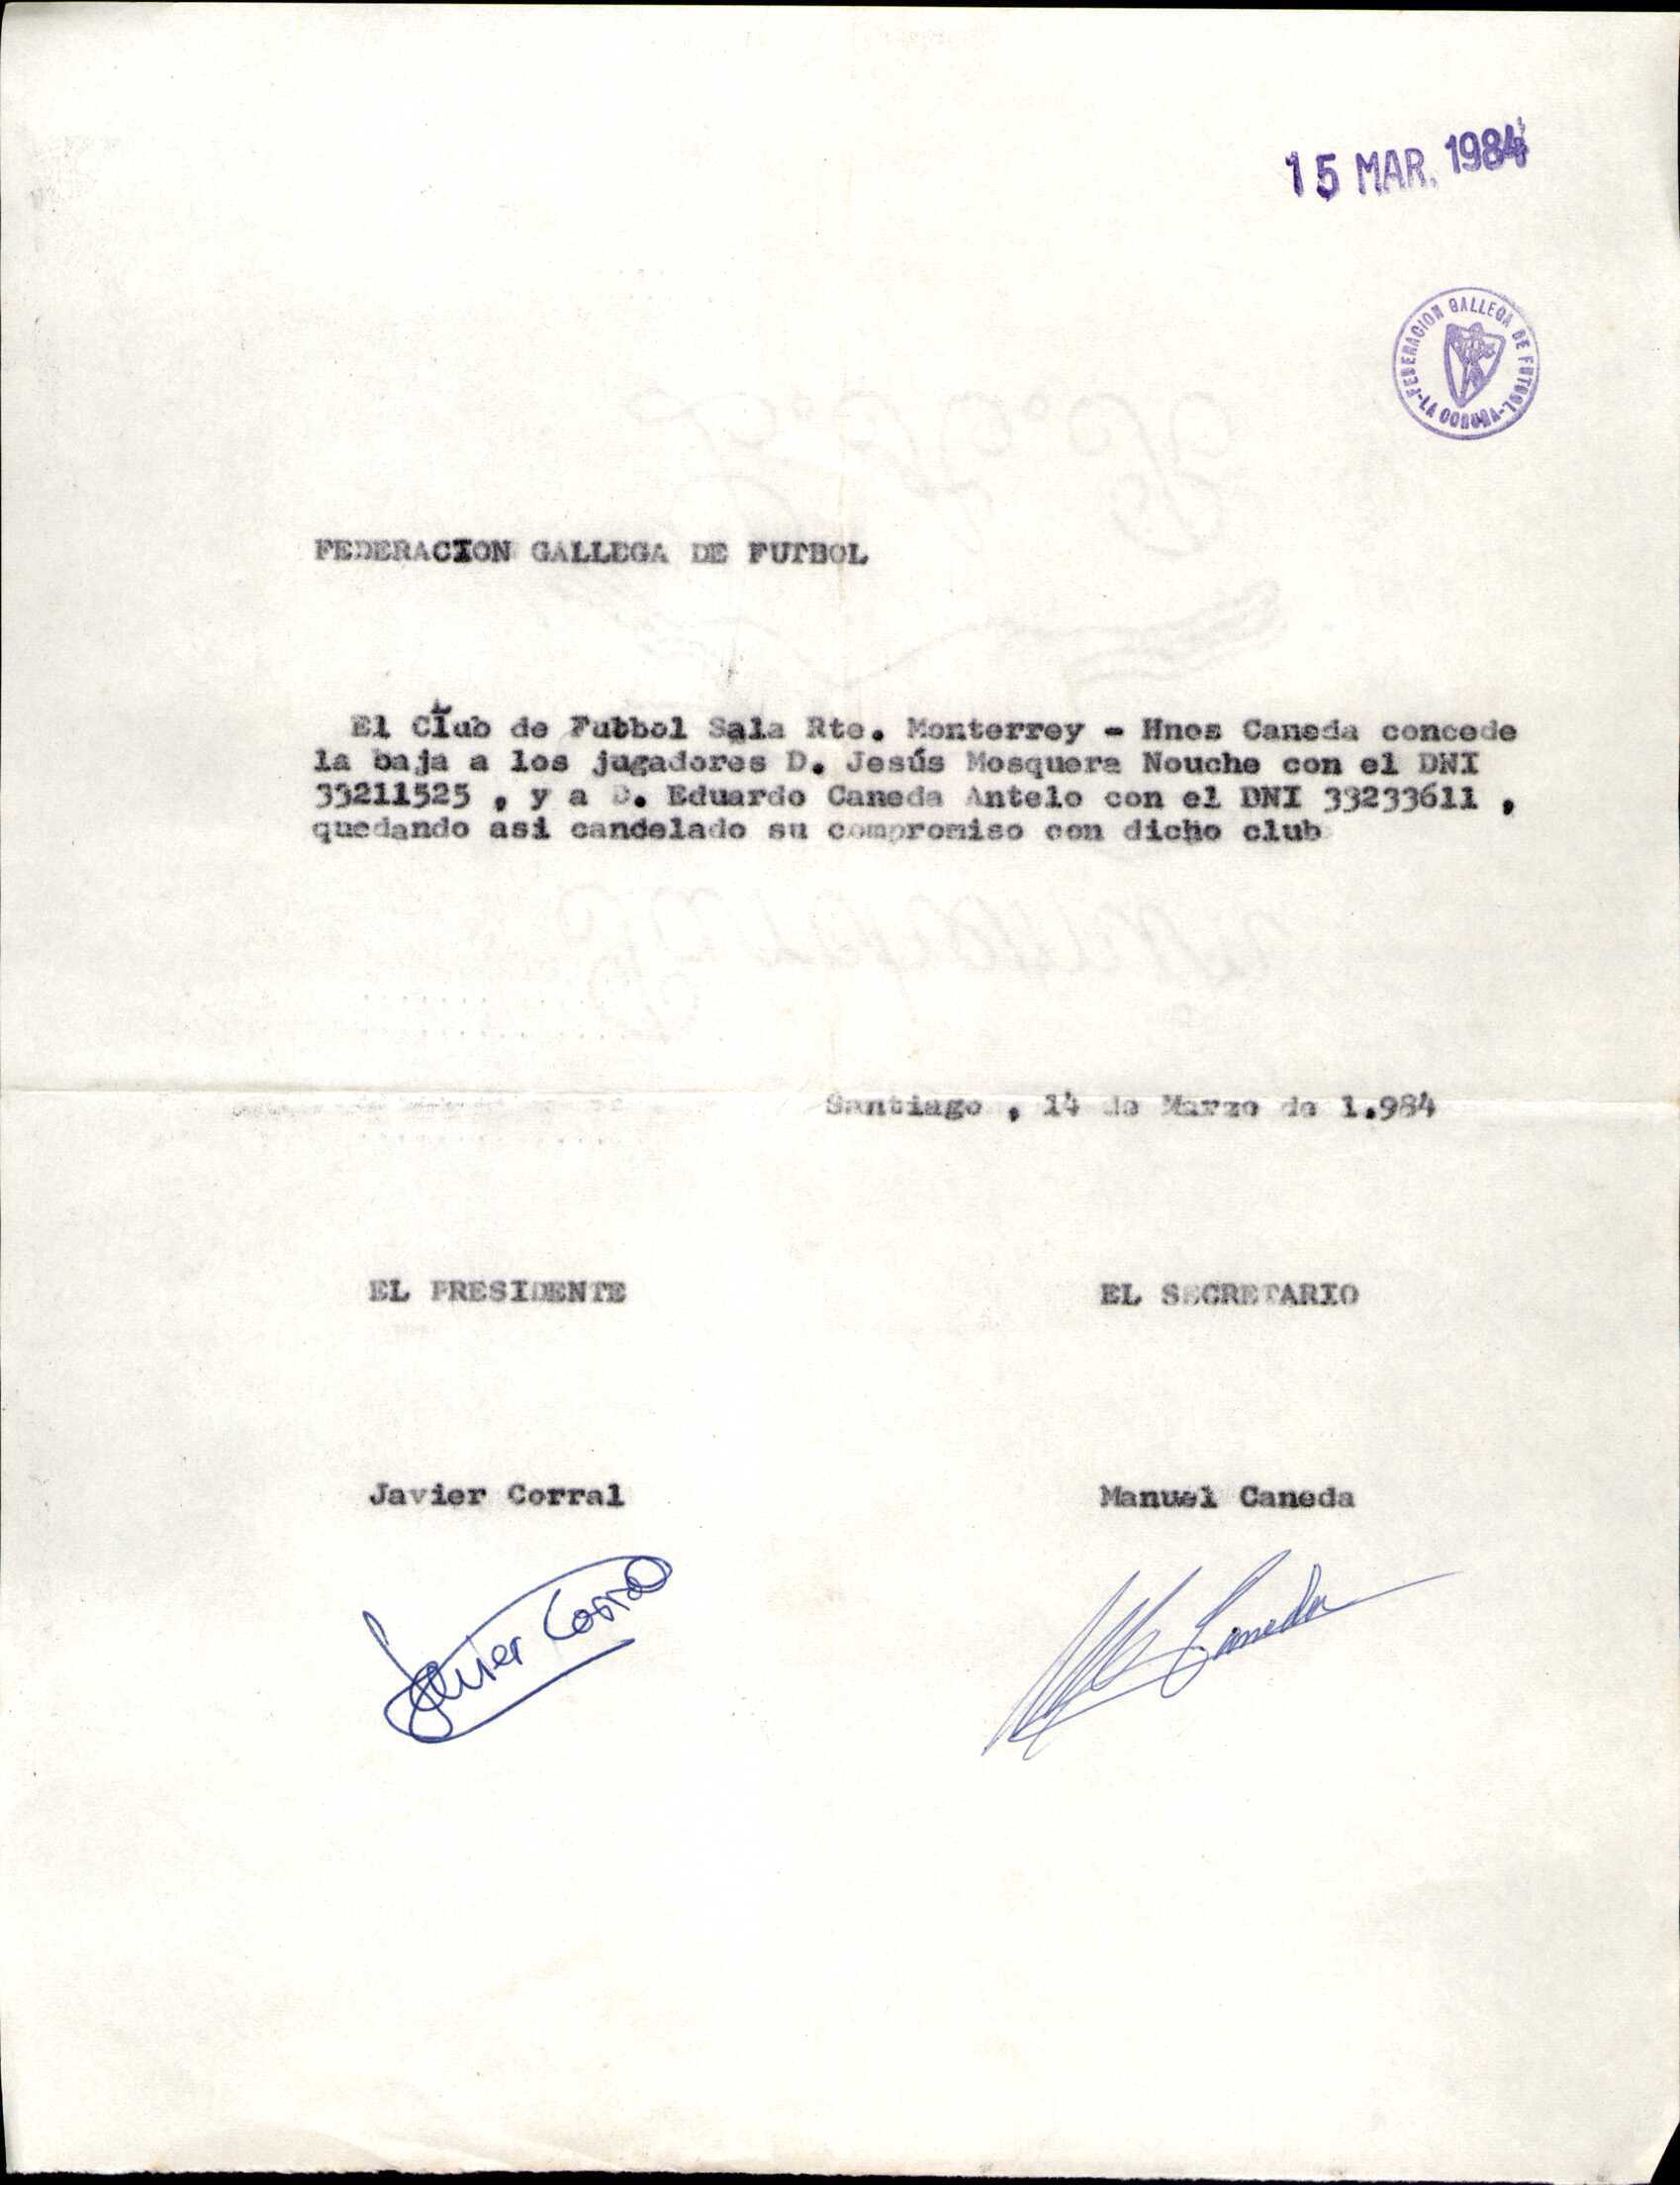 15 MAR. 1984
FEDERACION GALLEGA DE FUTBOL-LA CORUÑA-
FEDERACION GALLEGA DE FUTBOL
El Club de Futbol Sala Rte. Monterrey - Hnos Caneda concede
la baja a los jugadores D. Jesús Mosquera Nouche con el DNI
33211525 , y a D. Eduardo Caneda Antelo con el DNI 33233611 ,
quedando asi candelado su compromiso con dicho club
Santiago , 14 de Marzo de 1.984
EL PRESIDENTE
EL SECRETARIO
Javier Corral
Manuel Caneda
Javier Corral
Caneda